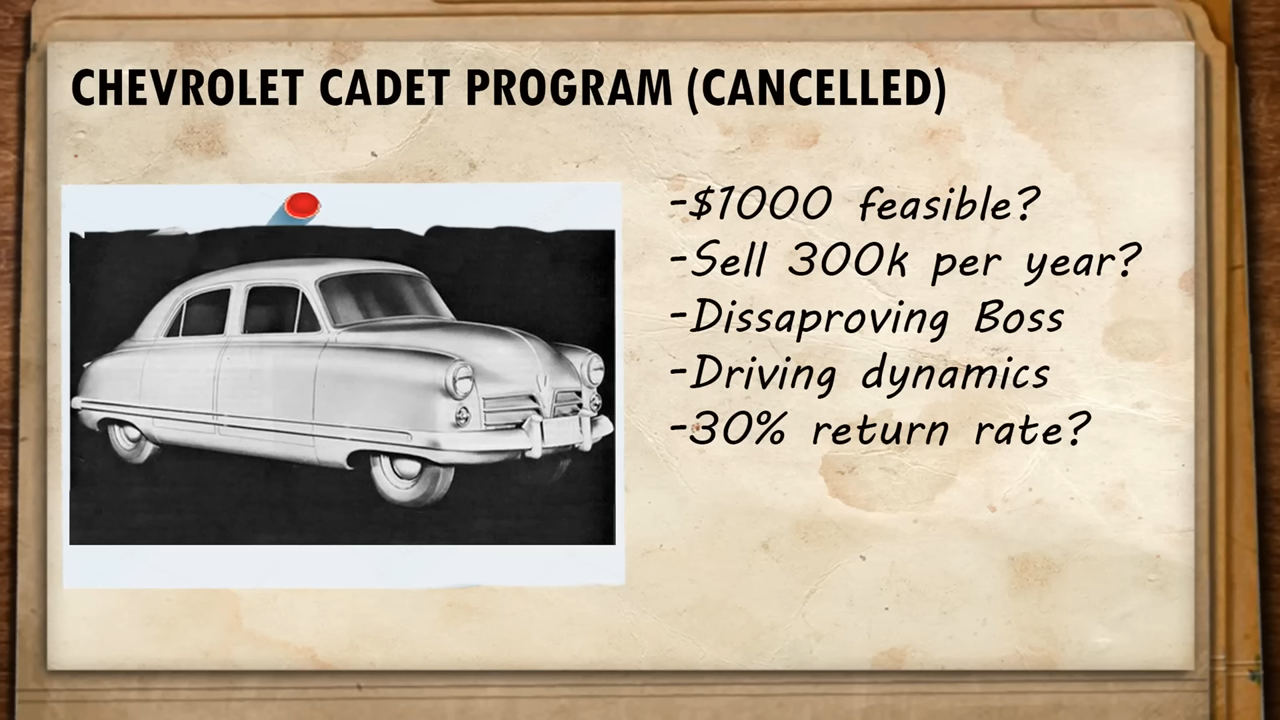 CHEVROLET CADET PROGRAM (CANCELLED)
-$1000 feasible?
-Sell 300k per year?
-Dissaproving Boss
-Driving dynamics
-30% return rate?